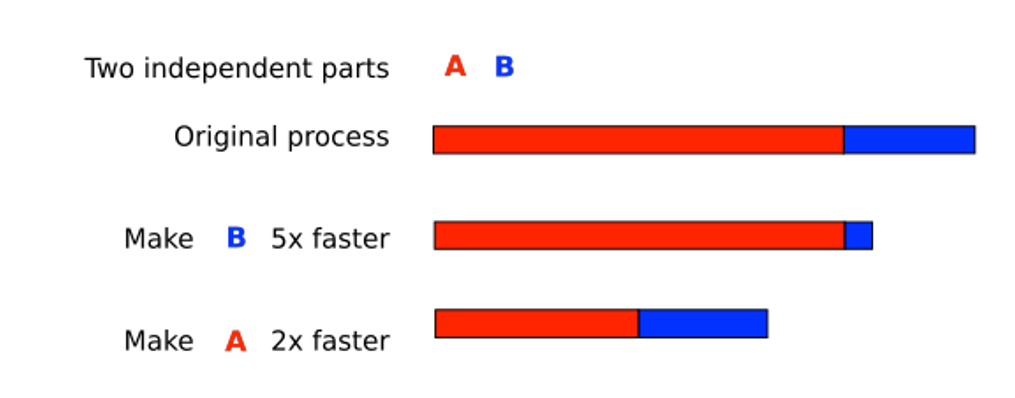 Two independent parts A B
Original process
Make B 5x faster
Make A 2x faster